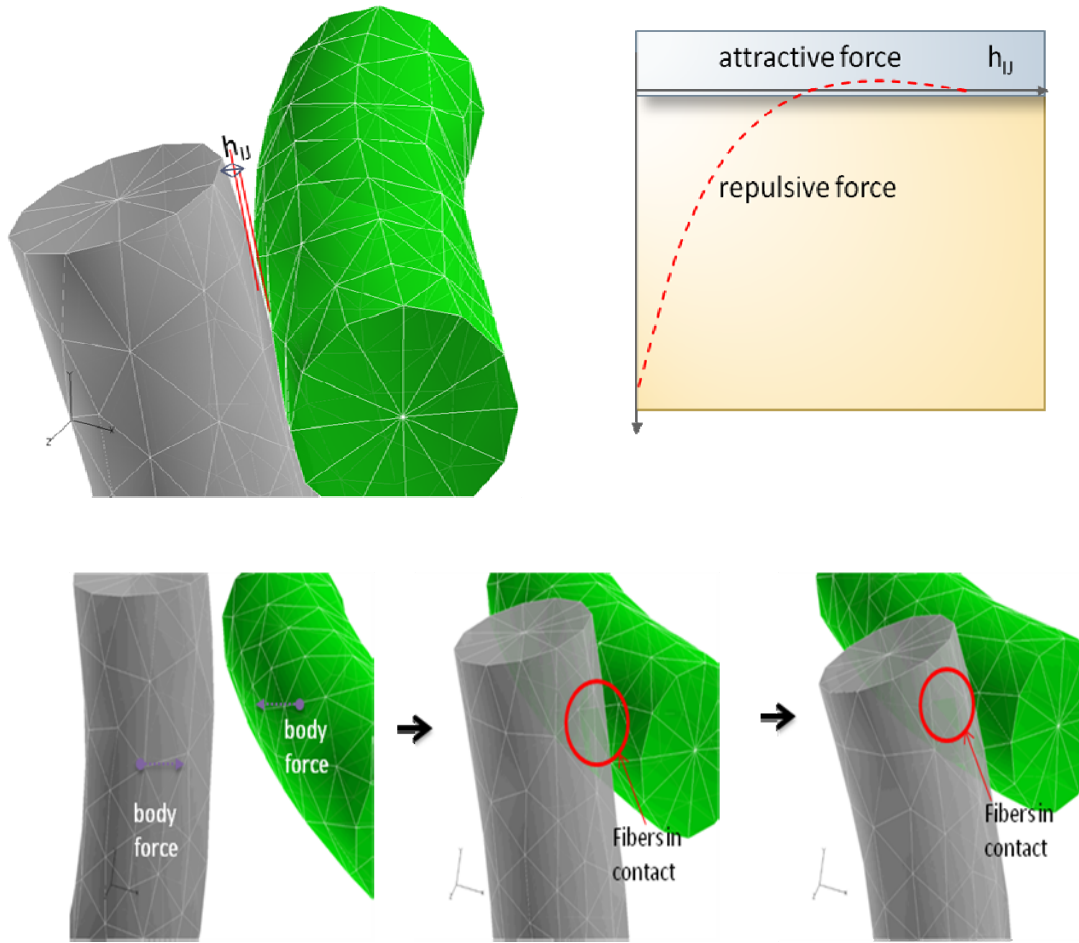 h_IJ
attractive force
h_IJ
repulsive force
z
body
force
body
force
Fibers in
contact
Fibers in
contact